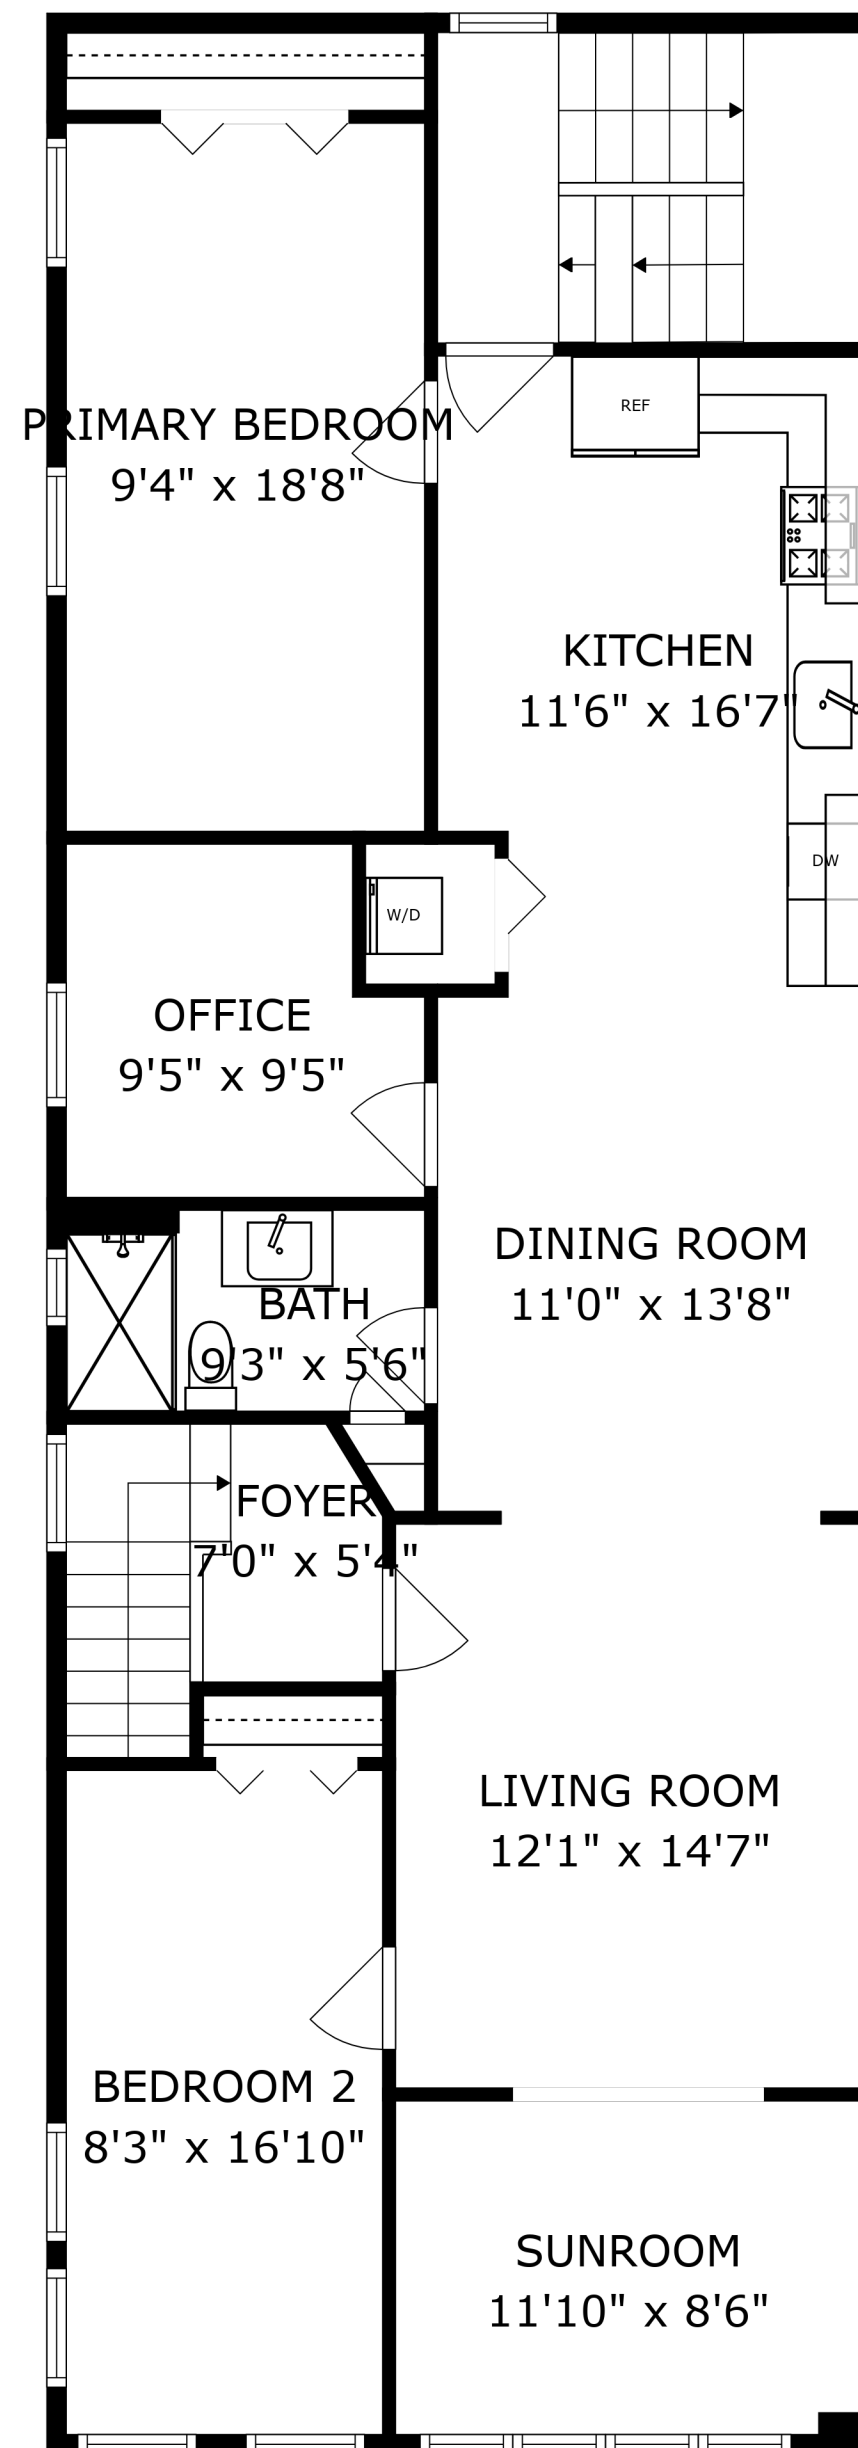 REF
PRIMARY BEDROOM
9'4" x 18'8"
KITCHEN
11'6" x 16'7"
DW
W/D
OFFICE
9'5" x 9'5"
DINING ROOM
11'0" x 13'8"
BATH
9'3" x 5'6"
FOYER
7'0" x 5'4"
LIVING ROOM
12'1" x 14'7"
BEDROOM 2
8'3" x 16'10"
SUNROOM
11'10" x 8'6"